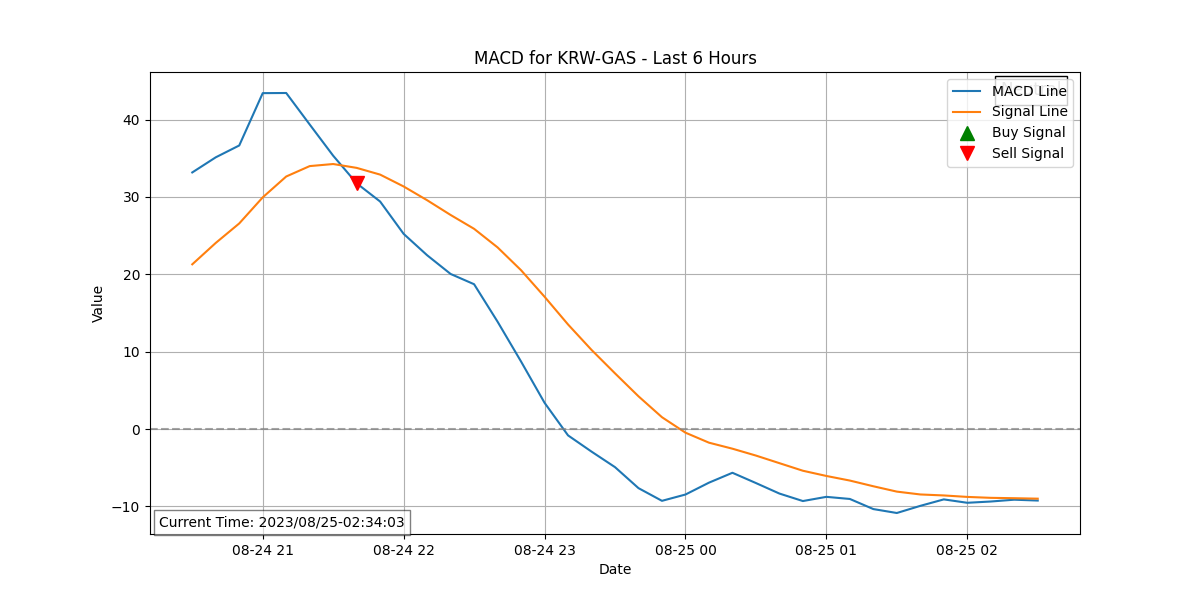 MACD for KRW-GAS - Last 6 Hours
MACD Line
Signal Line
Buy Signal
Sell Signal
Value
40
30
20
10
0
−10
Current Time: 2023/08/25-02:34:03
08-24 21
08-24 22
08-24 23
08-25 00
08-25 01
08-25 02
Date